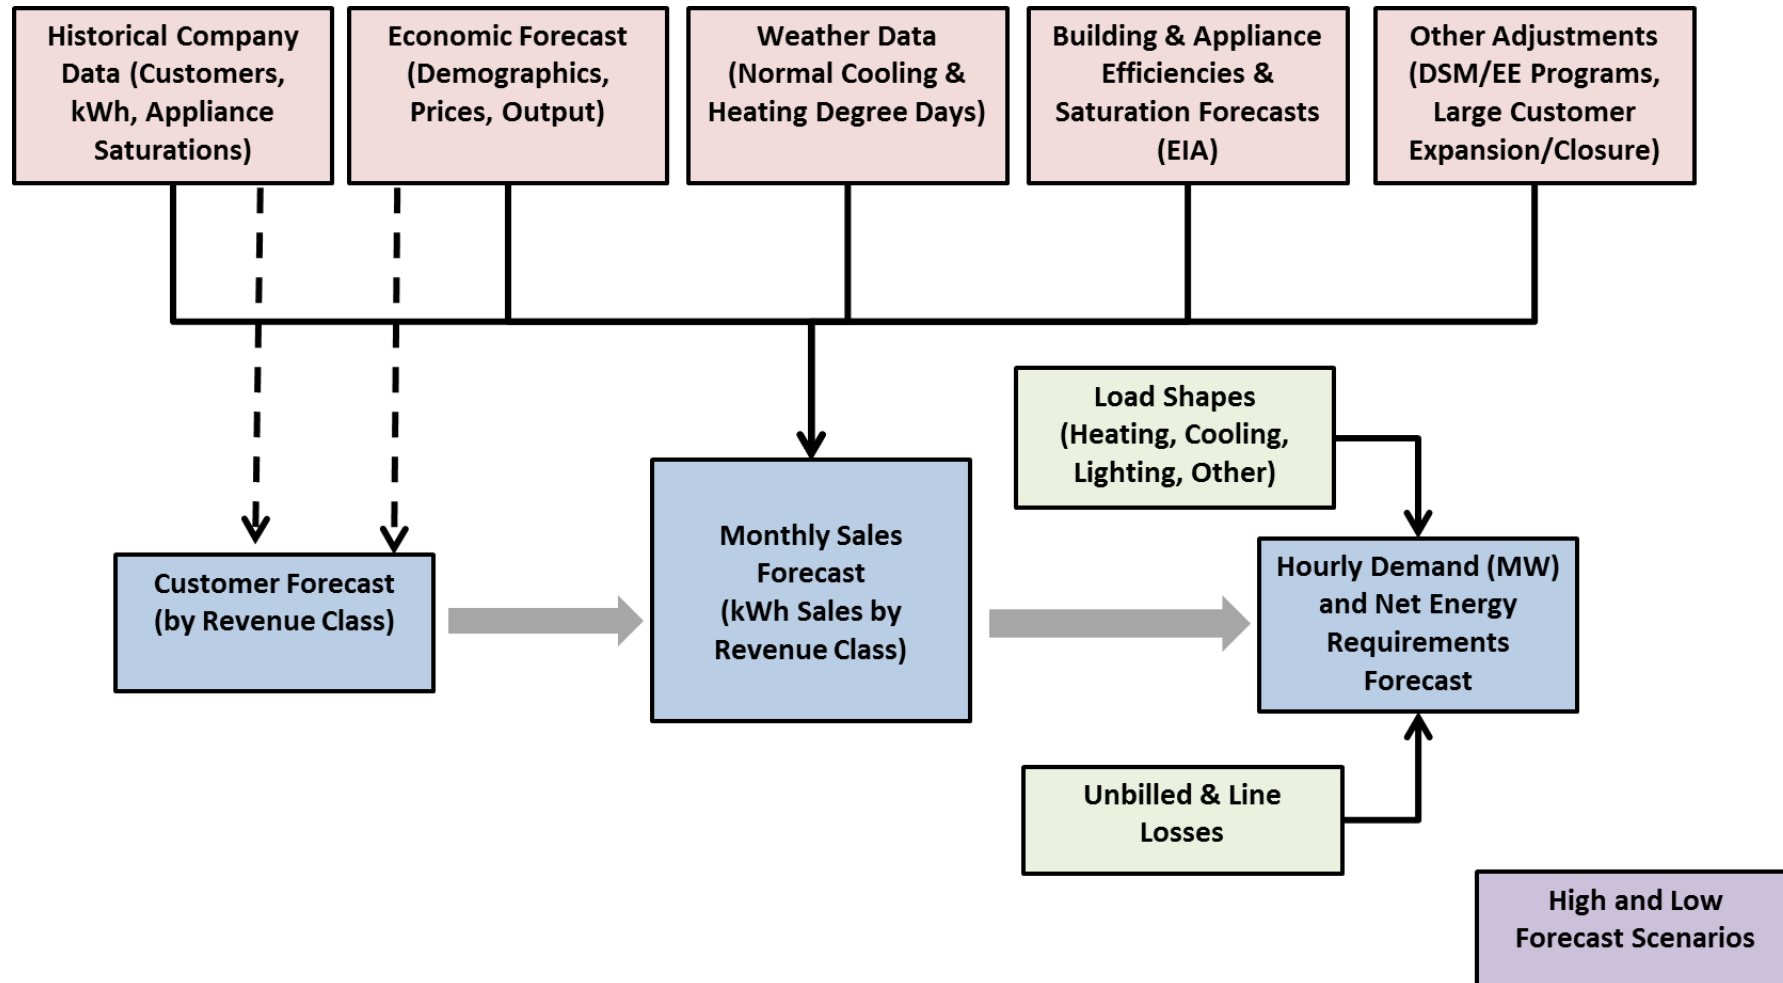 Historical Company
Data (Customers,
kWh, Appliance
Saturations)
Economic Forecast
(Demographics,
Prices, Output)
Weather Data
(Normal Cooling &
Heating Degree Days)
Building & Appliance
Efficiencies &
Saturation Forecasts
(EIA)
Other Adjustments
(DSM/EE Programs,
Large Customer
Expansion/Closure)
Load Shapes
(Heating, Cooling,
Lighting, Other)
Customer Forecast
(by Revenue Class)
Monthly Sales
Forecast
(kWh Sales by
Revenue Class)
Hourly Demand (MW)
and Net Energy
Requirements
Forecast
Unbilled & Line
Losses
High and Low
Forecast Scenarios